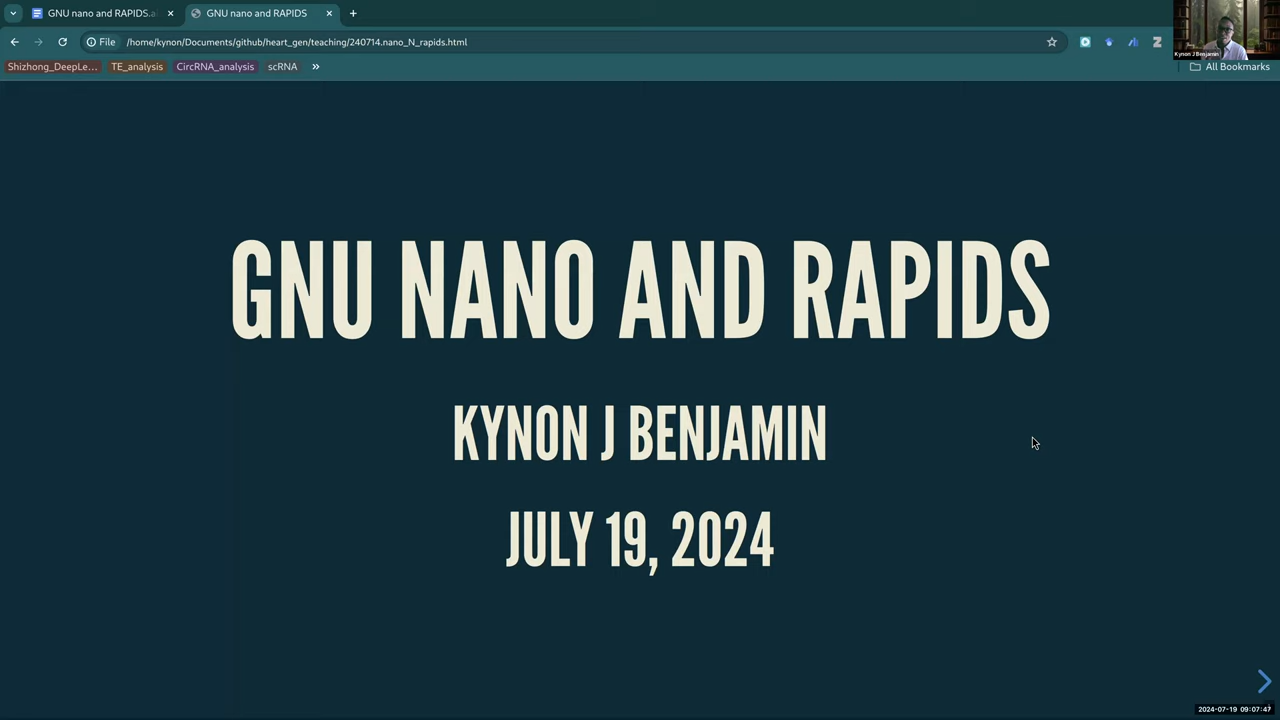 GNU nano and RAPIDS.a
GNU nano and RAPIDS
File
/home/kynon/Documents/github/heart_gen/teaching/240714.nano_N_rapids.html
Kynon J Benjamin
Shizhong_DeepLe...
TE_analysis
CircRNA_analysis
scRNA
All Bookmarks
GNU NANO AND RAPIDS
KYNON J BENJAMIN
JULY 19, 2024
2024-07-19 09:07:47